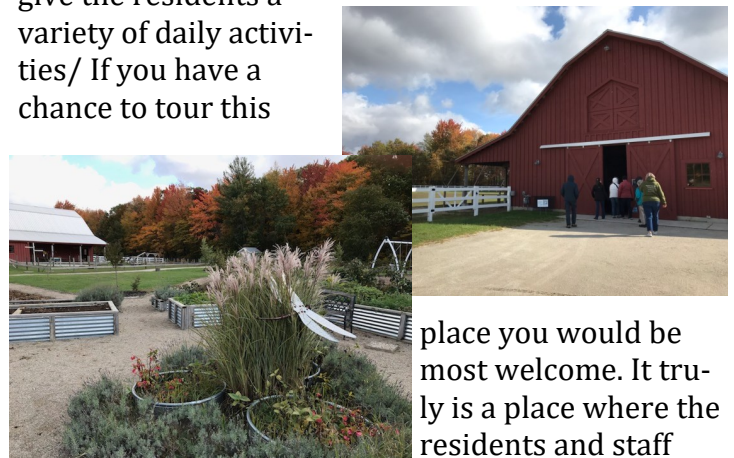 give the residents a
variety of daily activi-
ties/ If you have a
chance to tour this
place you would be
most welcome. It tru-
ly is a place where the
residents and staff